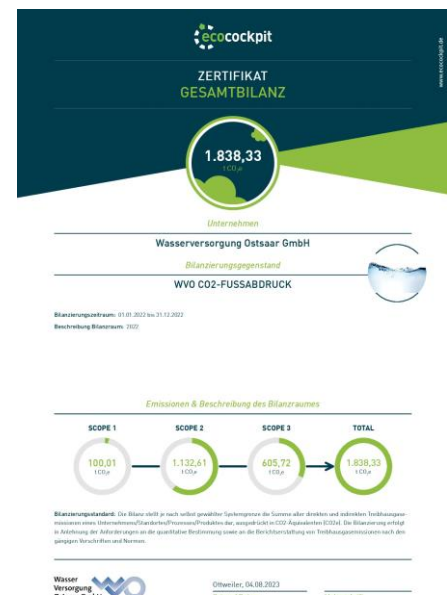 ecocockpit
www.ecocockpit.de
ZERTIFIKAT
GESAMTBILANZ
1.838,33
t CO₂e
Unternehmen
Wasserversorgung Ostsaar GmbH
Bilanzierungsgegenstand
WVO CO2-FUSSABDRUCK
Bilanzierungszeitraum: 01.01.2022 bis 31.12.2022
Beschreibung Bilanzraum: 2022
Emissionen & Beschreibung des Bilanzraumes
SCOPE 1 SCOPE 2 SCOPE 3 TOTAL
100,01 1.132,61 605,72 1.838,33
t CO₂e t CO₂e t CO₂e t CO₂e
Bilanzierungsstandard: Die Bilanz stellt je nach selbst gewählter Systemgrenze die Summe aller direkten und indirekten Treibhausgase-
missionen eines Unternehmens/Standortes/Prozesses/Produktes dar, ausgedrückt in CO2-Äquivalenten (CO2e). Die Bilanzierung erfolgt
in Anlehnung der Anforderungen an die quantitative Bestimmung sowie an die Berichterstattung von Treibhausgasemissionen nach den
gängigen Vorschriften und Normen.
Wasser
Versorgung
Ottweiler, 04.08.2023